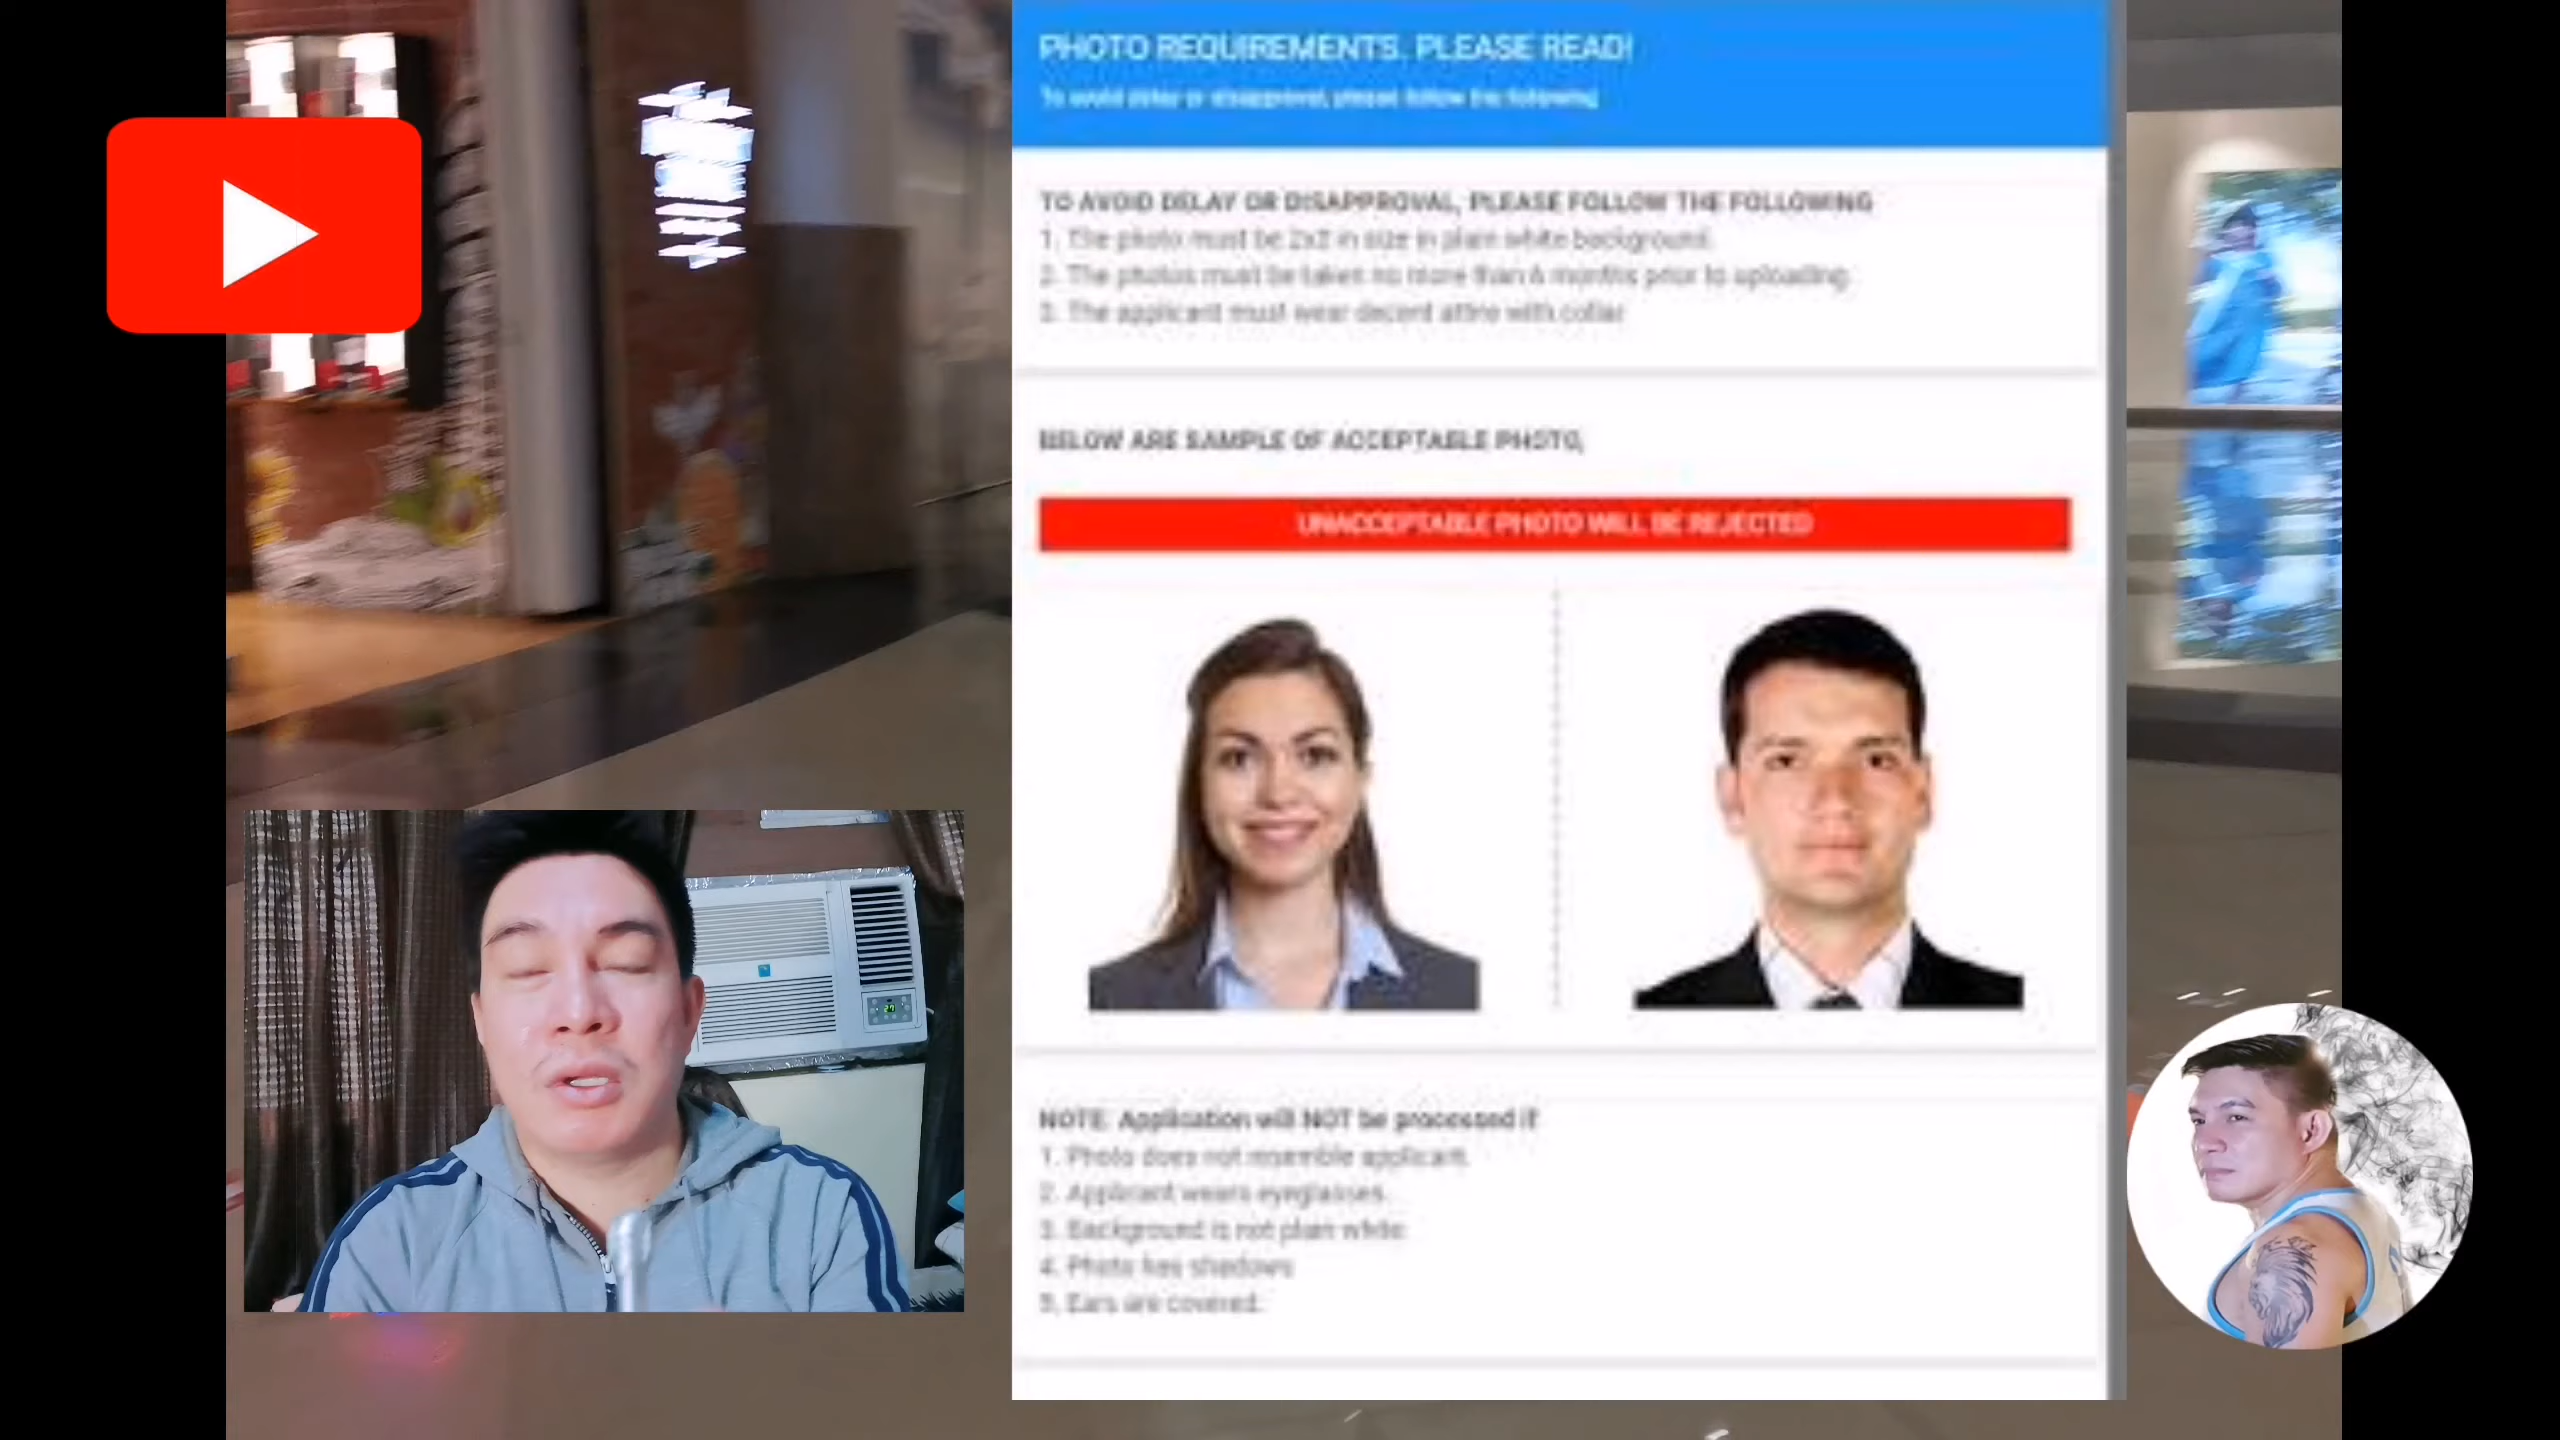 PHOTO REQUIREMENTS. PLEASE READ!
To avoid delay or disapproval, please follow the following
TO AVOID DELAY OR DISAPPROVAL, PLEASE FOLLOW THE FOLLOWING
1. The photo must be 2x2 in size in plain white background.
2. The photos must be taken no more than 6 months prior to uploading
3. The applicant must wear decent attire with collar
BELOW ARE SAMPLE OF ACCEPTABLE PHOTO,
UNACCEPTABLE PHOTO WILL BE REJECTED
NOTE: Application will NOT be processed if
1. Photo does not resemble applicant.
2. Applicant wears eyeglasses.
3. Background is not plain white
4. Photo has shadows
5. Ears are covered.
27